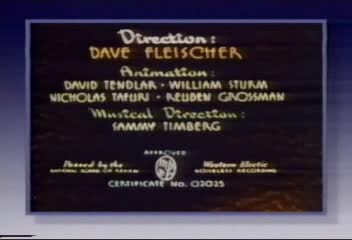 Direction:
DAVE FLEISCHER
Animation:
DAVID TENDLAR · WILLIAM STURM
NICHOLAS TAFURI · REUBEN GROSSMAN
Musical Direction:
SAMMY TIMBERG
APPROVED
Passed by the
NATIONAL BOARD OF REVIEW
Western Electric
NOISELESS RECORDING
CERTIFICATE No. 02025